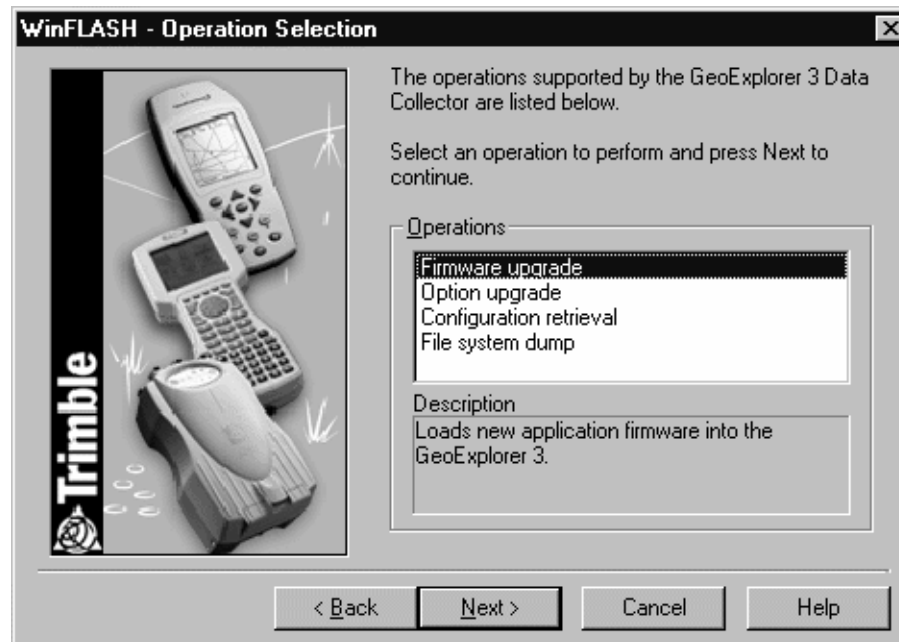 WinFLASH - Operation Selection
Trimble
The operations supported by the GeoExplorer 3 Data
Collector are listed below.
Select an operation to perform and press Next to
continue.
Operations
Firmware upgrade
Option upgrade
Configuration retrieval
File system dump
Description
Loads new application firmware into the
GeoExplorer 3.
< Back
Next >
Cancel
Help